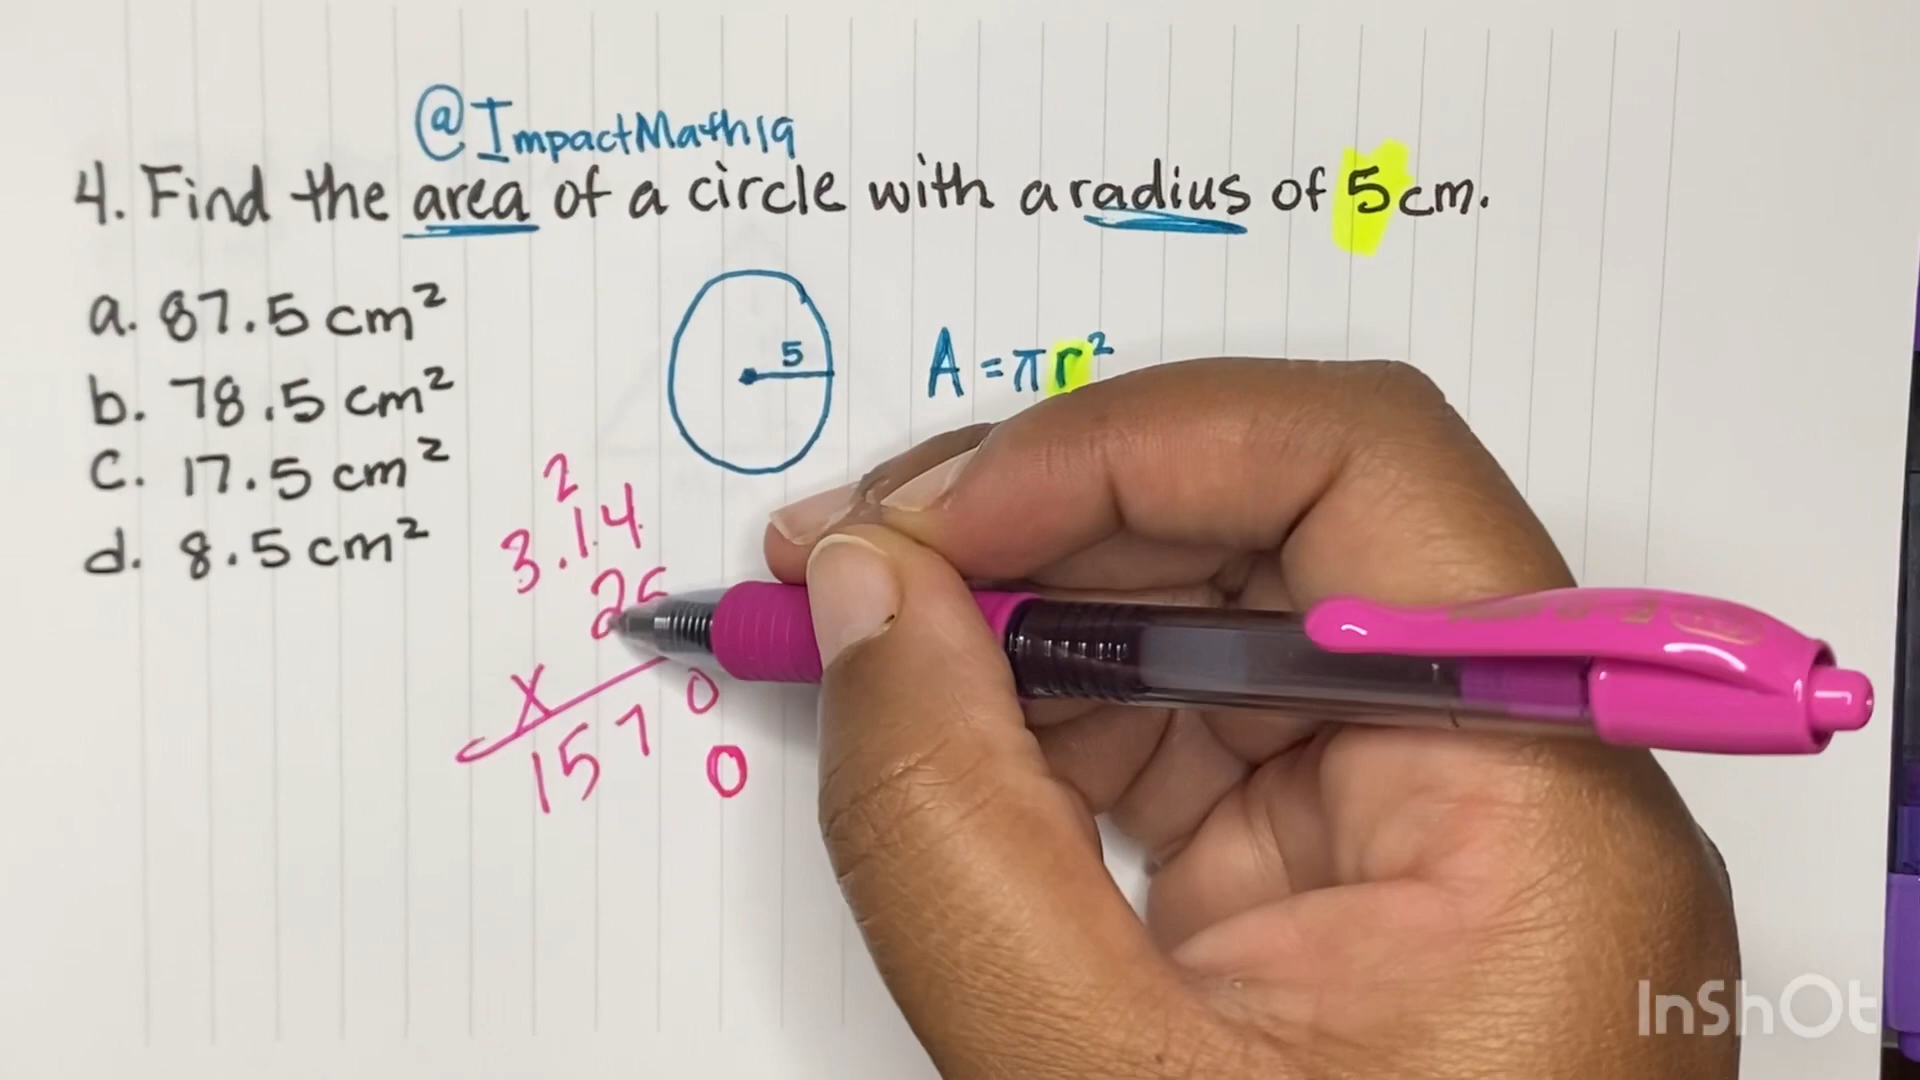 @ImpactMath19
4. Find the area of a circle with a radius of 5cm.
a. 87.5 cm²
b. 78.5 cm²
c. 17.5 cm²
d. 8.5 cm²
5
A = πr²
2
3.14
25
x
1570
0
InShOt